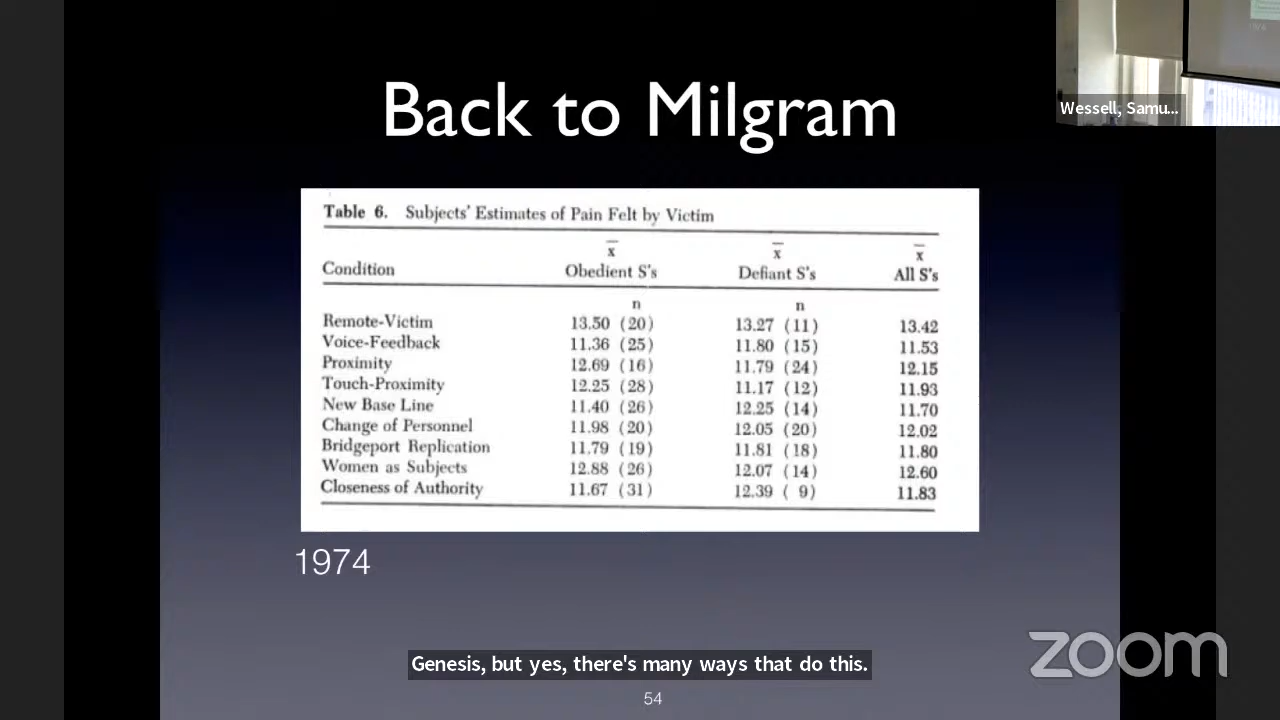 Back to Milgram
Wessell, Samu...
Table 6. Subjects' Estimates of Pain Felt by Victim
x x x
Condition Obedient S's Defiant S's All S's
n n
Remote-Victim 13.50 (20) 13.27 (11) 13.42
Voice-Feedback 11.36 (25) 11.80 (15) 11.53
Proximity 12.69 (16) 11.79 (24) 12.15
Touch-Proximity 12.25 (28) 11.17 (12) 11.93
New Base Line 11.40 (26) 12.25 (14) 11.70
Change of Personnel 11.98 (20) 12.05 (20) 12.02
Bridgeport Replication 11.79 (19) 11.81 (18) 11.80
Women as Subjects 12.88 (26) 12.07 (14) 12.60
Closeness of Authority 11.67 (31) 12.39 ( 9) 11.83
1974
Genesis, but yes, there's many ways that do this.
zoom
54